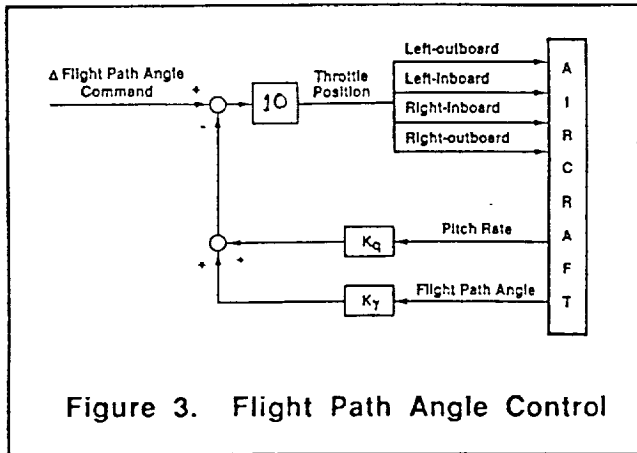 Δ Flight Path Angle
Command
+
-
10
Throttle
Position
Left-outboard
Left-inboard
Right-inboard
Right-outboard
A
I
R
C
R
A
F
T
Pitch Rate
Kq
+
+
Flight Path Angle
Kγ
Figure 3. Flight Path Angle Control